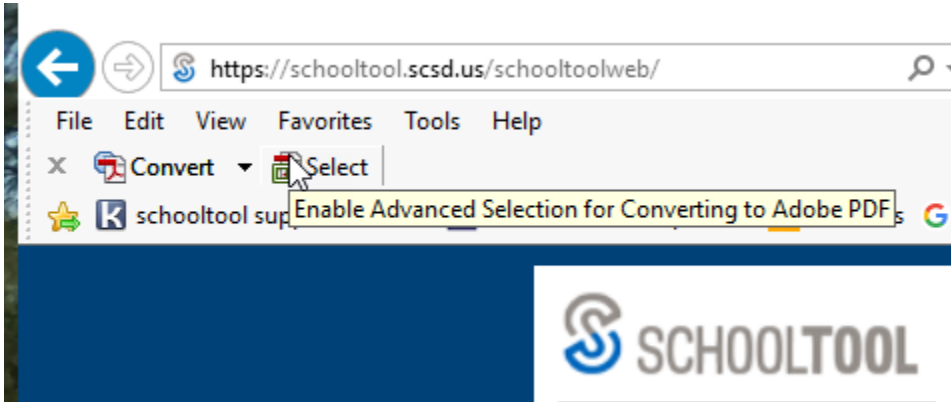 https://schooltool.scsd.us/schooltoolweb/
File Edit View Favorites Tools Help
x Convert Select
Enable Advanced Selection for Converting to Adobe PDF
K schooltool sup s G
SCHOOLTOOL